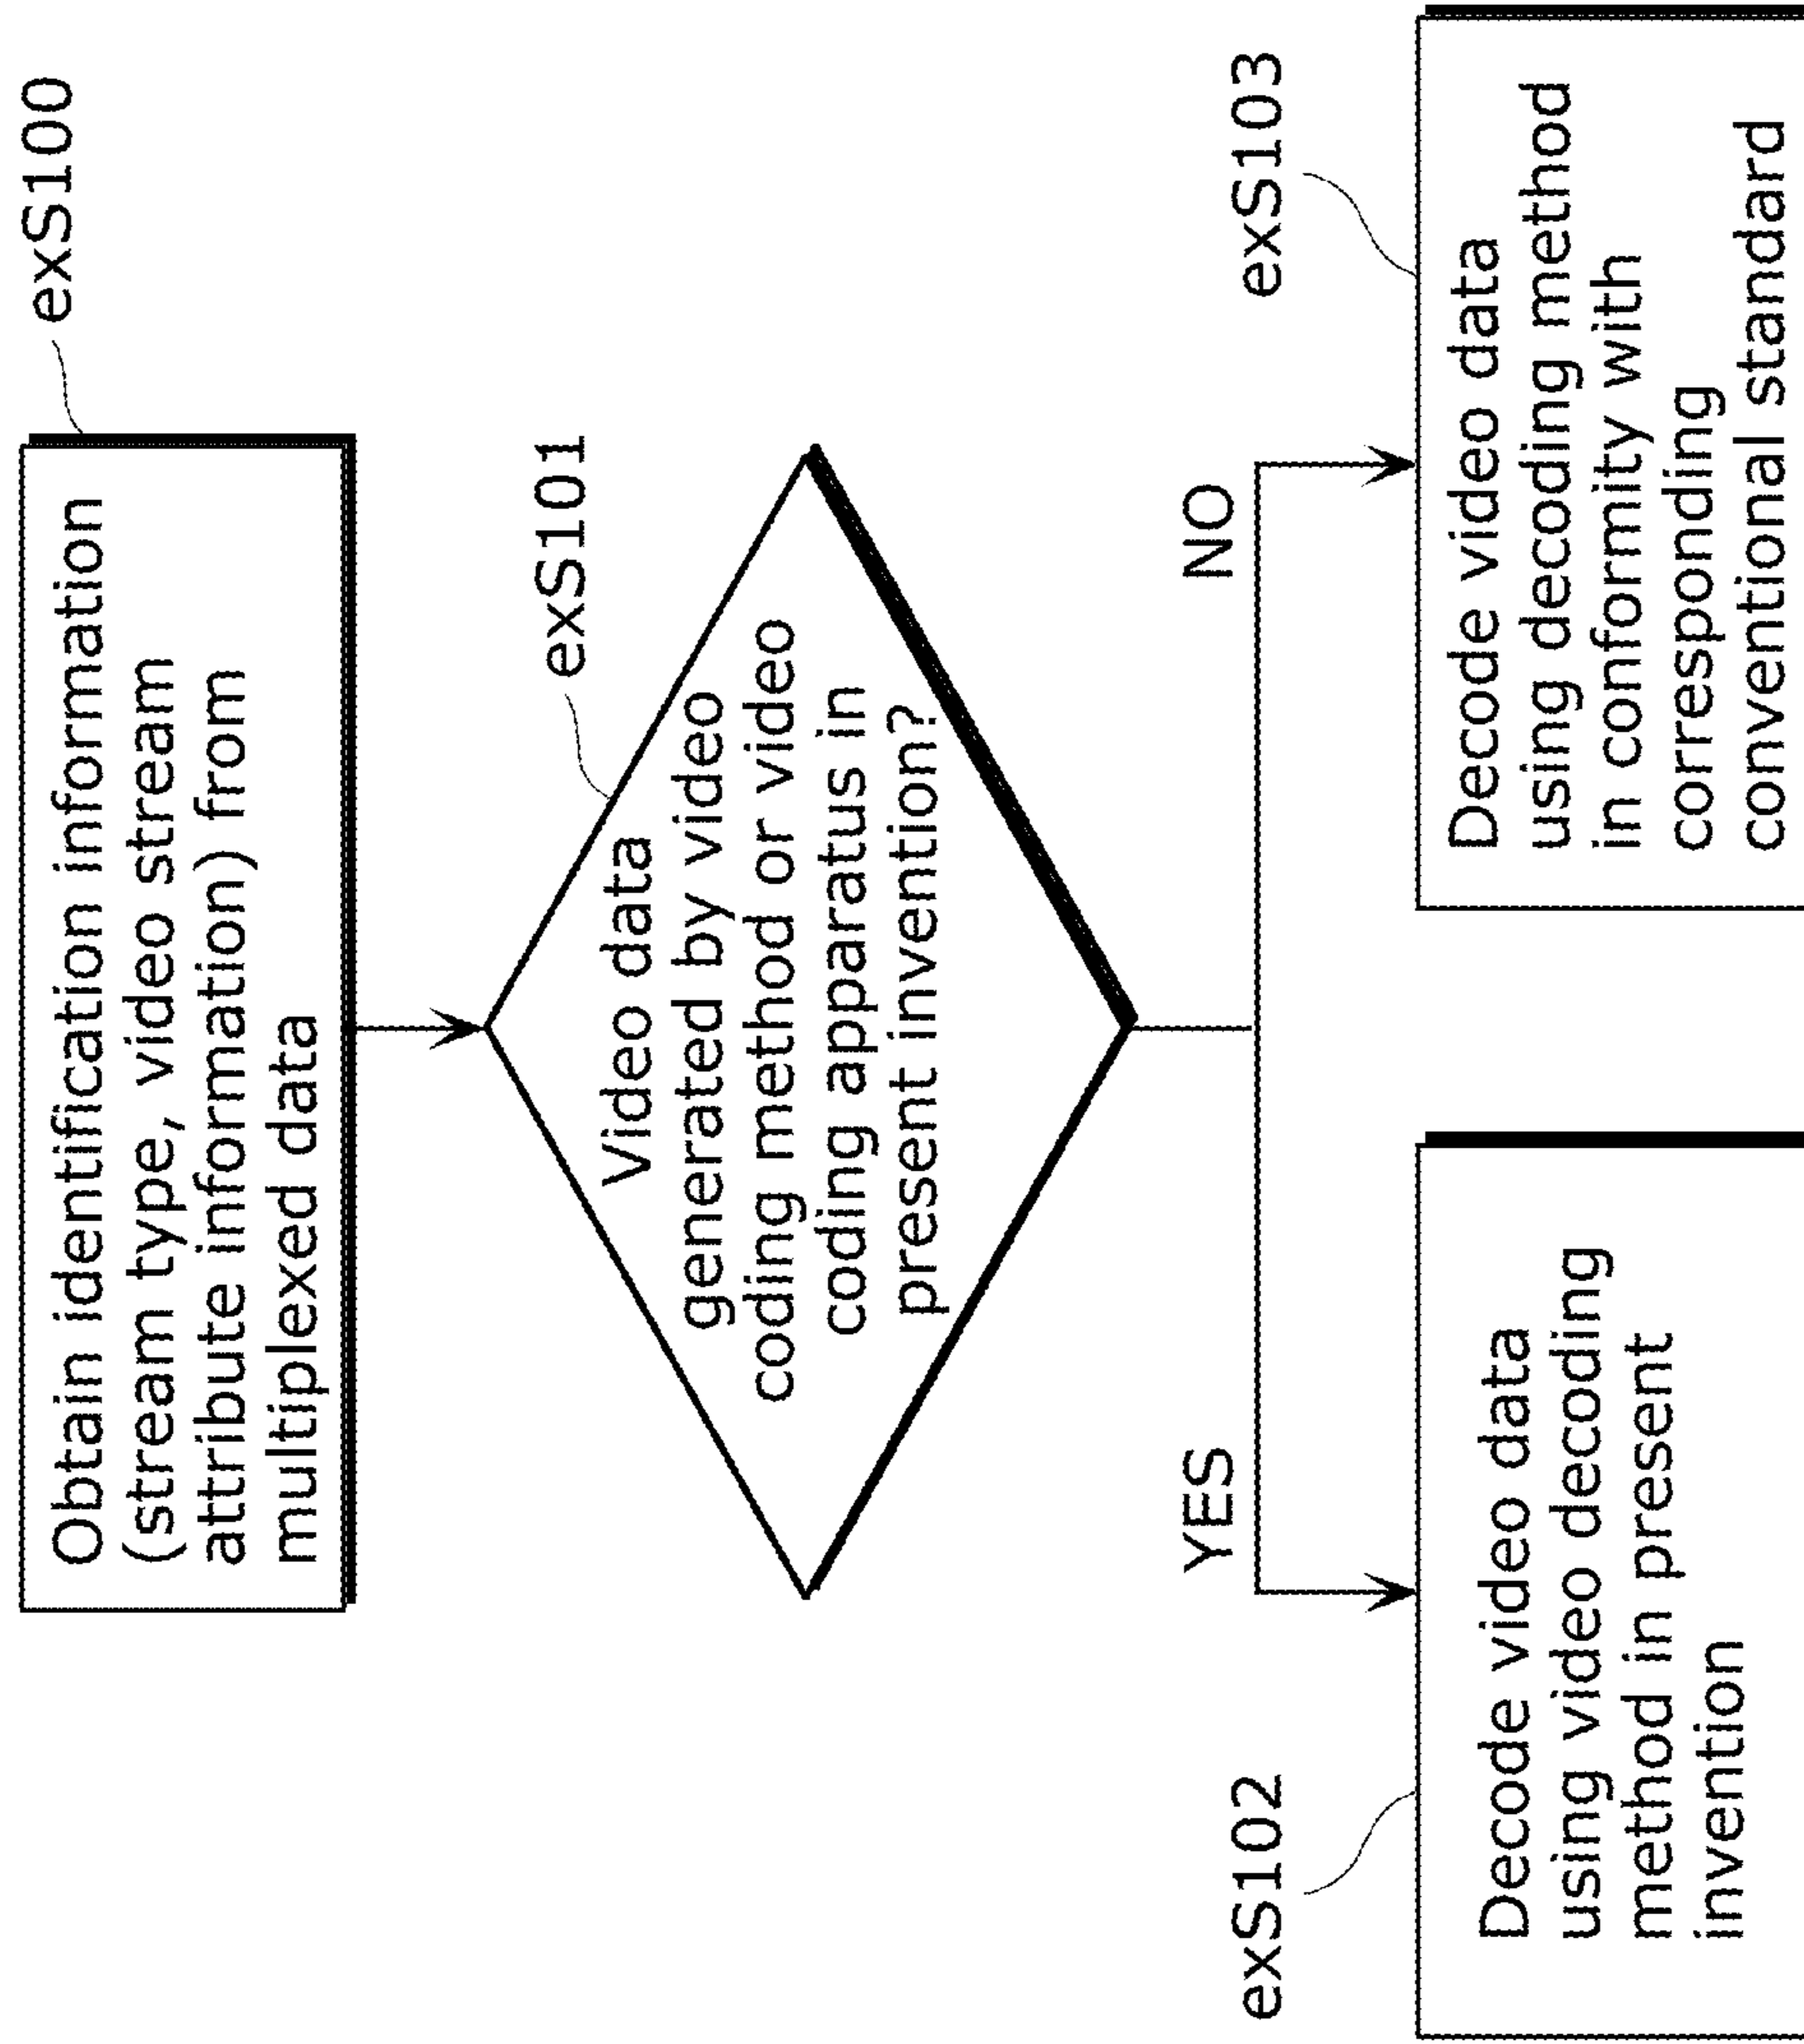 exS100
Obtain identification information
(stream type, video stream
attribute information) from
multiplexed data
exS101
Video data
generated by video
coding method or video
coding apparatus in
present invention?
YES
NO
exS102
exS103
Decode video data
using video decoding
method in present
invention
Decode video data
using decoding method
in conformity with
corresponding
conventional standard